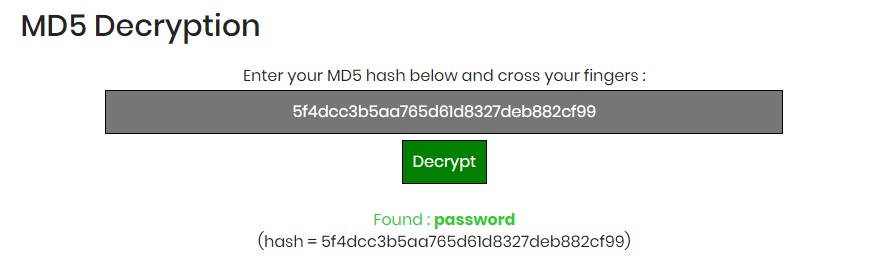 MD5 Decryption
Enter your MD5 hash below and cross your fingers :
5f4dcc3b5aa765d61d8327deb882cf99
Decrypt
Found : password
(hash = 5f4dcc3b5aa765d61d8327deb882cf99)